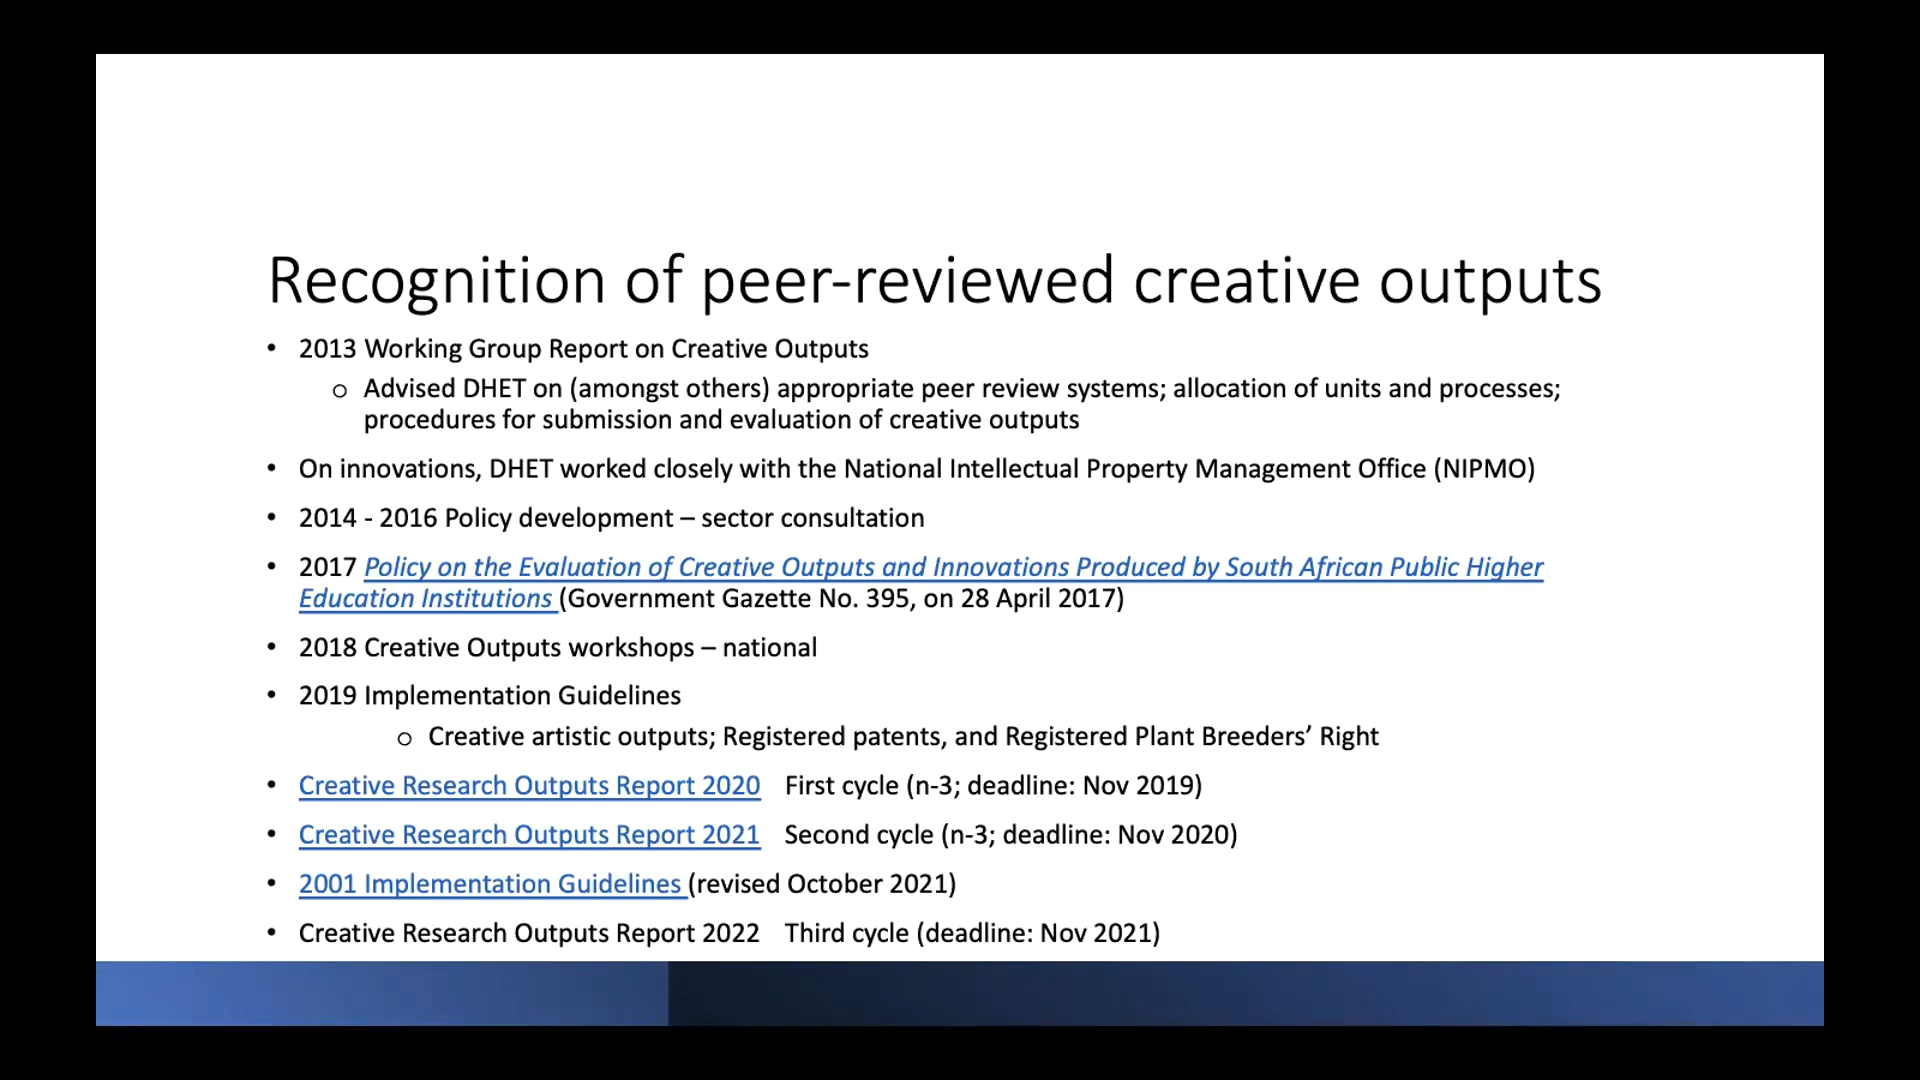 Recognition of peer-reviewed creative outputs
• 2013 Working Group Report on Creative Outputs
o Advised DHET on (amongst others) appropriate peer review systems; allocation of units and processes;
procedures for submission and evaluation of creative outputs
• On innovations, DHET worked closely with the National Intellectual Property Management Office (NIPMO)
• 2014 - 2016 Policy development – sector consultation
• 2017 Policy on the Evaluation of Creative Outputs and Innovations Produced by South African Public Higher
Education Institutions (Government Gazette No. 395, on 28 April 2017)
• 2018 Creative Outputs workshops – national
• 2019 Implementation Guidelines
o Creative artistic outputs; Registered patents, and Registered Plant Breeders’ Right
• Creative Research Outputs Report 2020 First cycle (n-3; deadline: Nov 2019)
• Creative Research Outputs Report 2021 Second cycle (n-3; deadline: Nov 2020)
• 2001 Implementation Guidelines (revised October 2021)
• Creative Research Outputs Report 2022 Third cycle (deadline: Nov 2021)